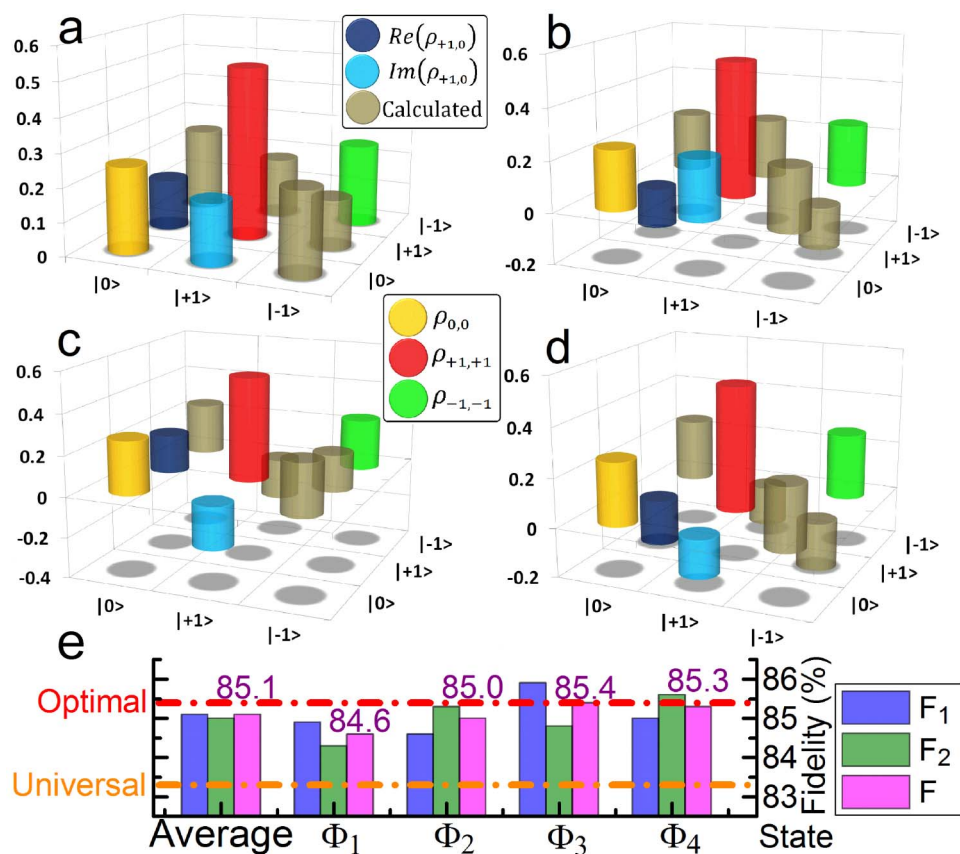 a
0.6
0.5
0.4
0.3
0.2
0.1
0
|0>
|+1>
|-1>
|0>
|+1>
|-1>
Re(ρ+1,0)
Im(ρ+1,0)
Calculated
b
0.6
0.4
0.2
0
-0.2
|0>
|+1>
|-1>
|0>
|+1>
|-1>
ρ0,0
ρ+1,+1
ρ−1,−1
c
0.6
0.4
0.2
0
-0.2
-0.4
|0>
|+1>
|-1>
|0>
|+1>
|-1>
d
0.6
0.4
0.2
0
-0.2
|0>
|+1>
|-1>
|0>
|+1>
|-1>
e
Optimal
Universal
85.1
84.6
85.0
85.4
85.3
86
85
84
83
Fidelity (%)
Average
Φ1
Φ2
Φ3
Φ4
State
F1
F2
F